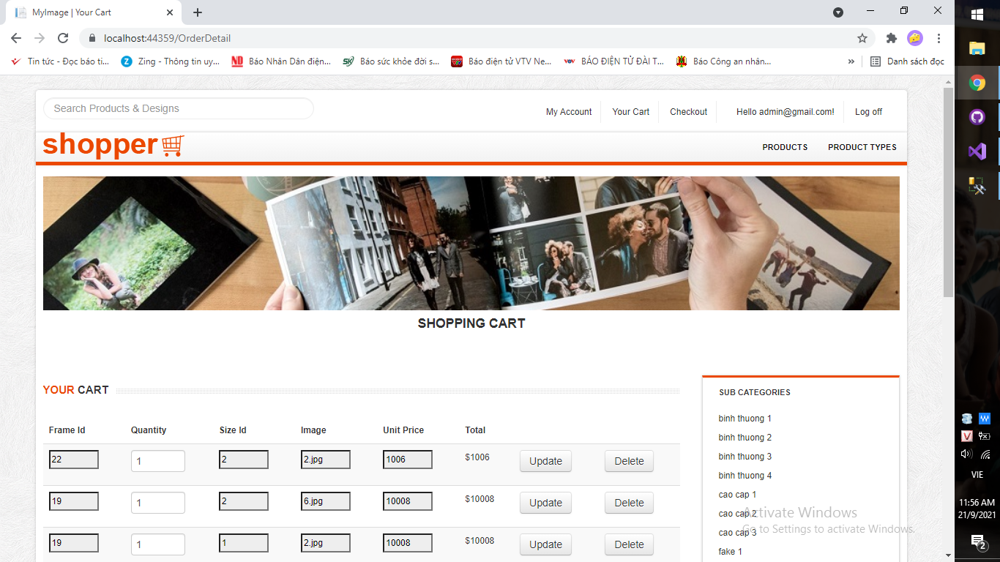 MyImage | Your Cart
localhost:44359/OrderDetail
Tin tức - Đọc báo ti... Zing - Thông tin uy... Báo Nhân Dân điện... Báo sức khỏe đời s... Báo điện tử VTV Ne... BÁO ĐIỆN TỬ ĐÀI T... Báo Công an nhân... » Danh sách đọc
Search Products & Designs
My Account Your Cart Checkout Hello admin@gmail.com! Log off
shopper
PRODUCTS PRODUCT TYPES
SHOPPING CART
YOUR CART
Frame Id Quantity Size Id Image Unit Price Total
22 1 2 2.jpg 1006 $1006 Update Delete
19 1 2 6.jpg 10008 $10008 Update Delete
19 1 1 2.jpg 10008 $10008 Update Delete
SUB CATEGORIES
binh thuong 1
binh thuong 2
binh thuong 3
binh thuong 4
cao cap 1
cao cap 2
cao cap 3
fake 1
Activate Windows
Go to Settings to activate Windows.
VIE
11:56 AM
21/9/2021
2